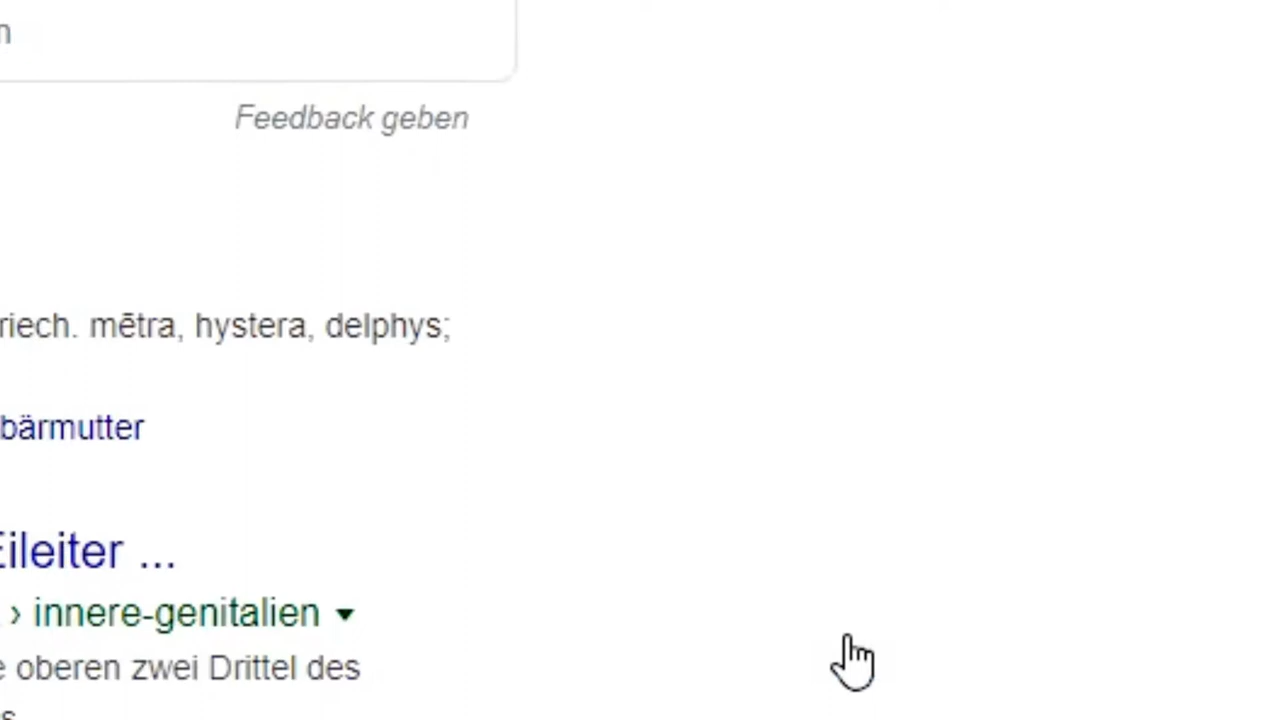 n
Feedback geben
riech. mētra, hystera, delphys;
bärmutter
Eileiter ...
› innere-genitalien
e oberen zwei Drittel des
s